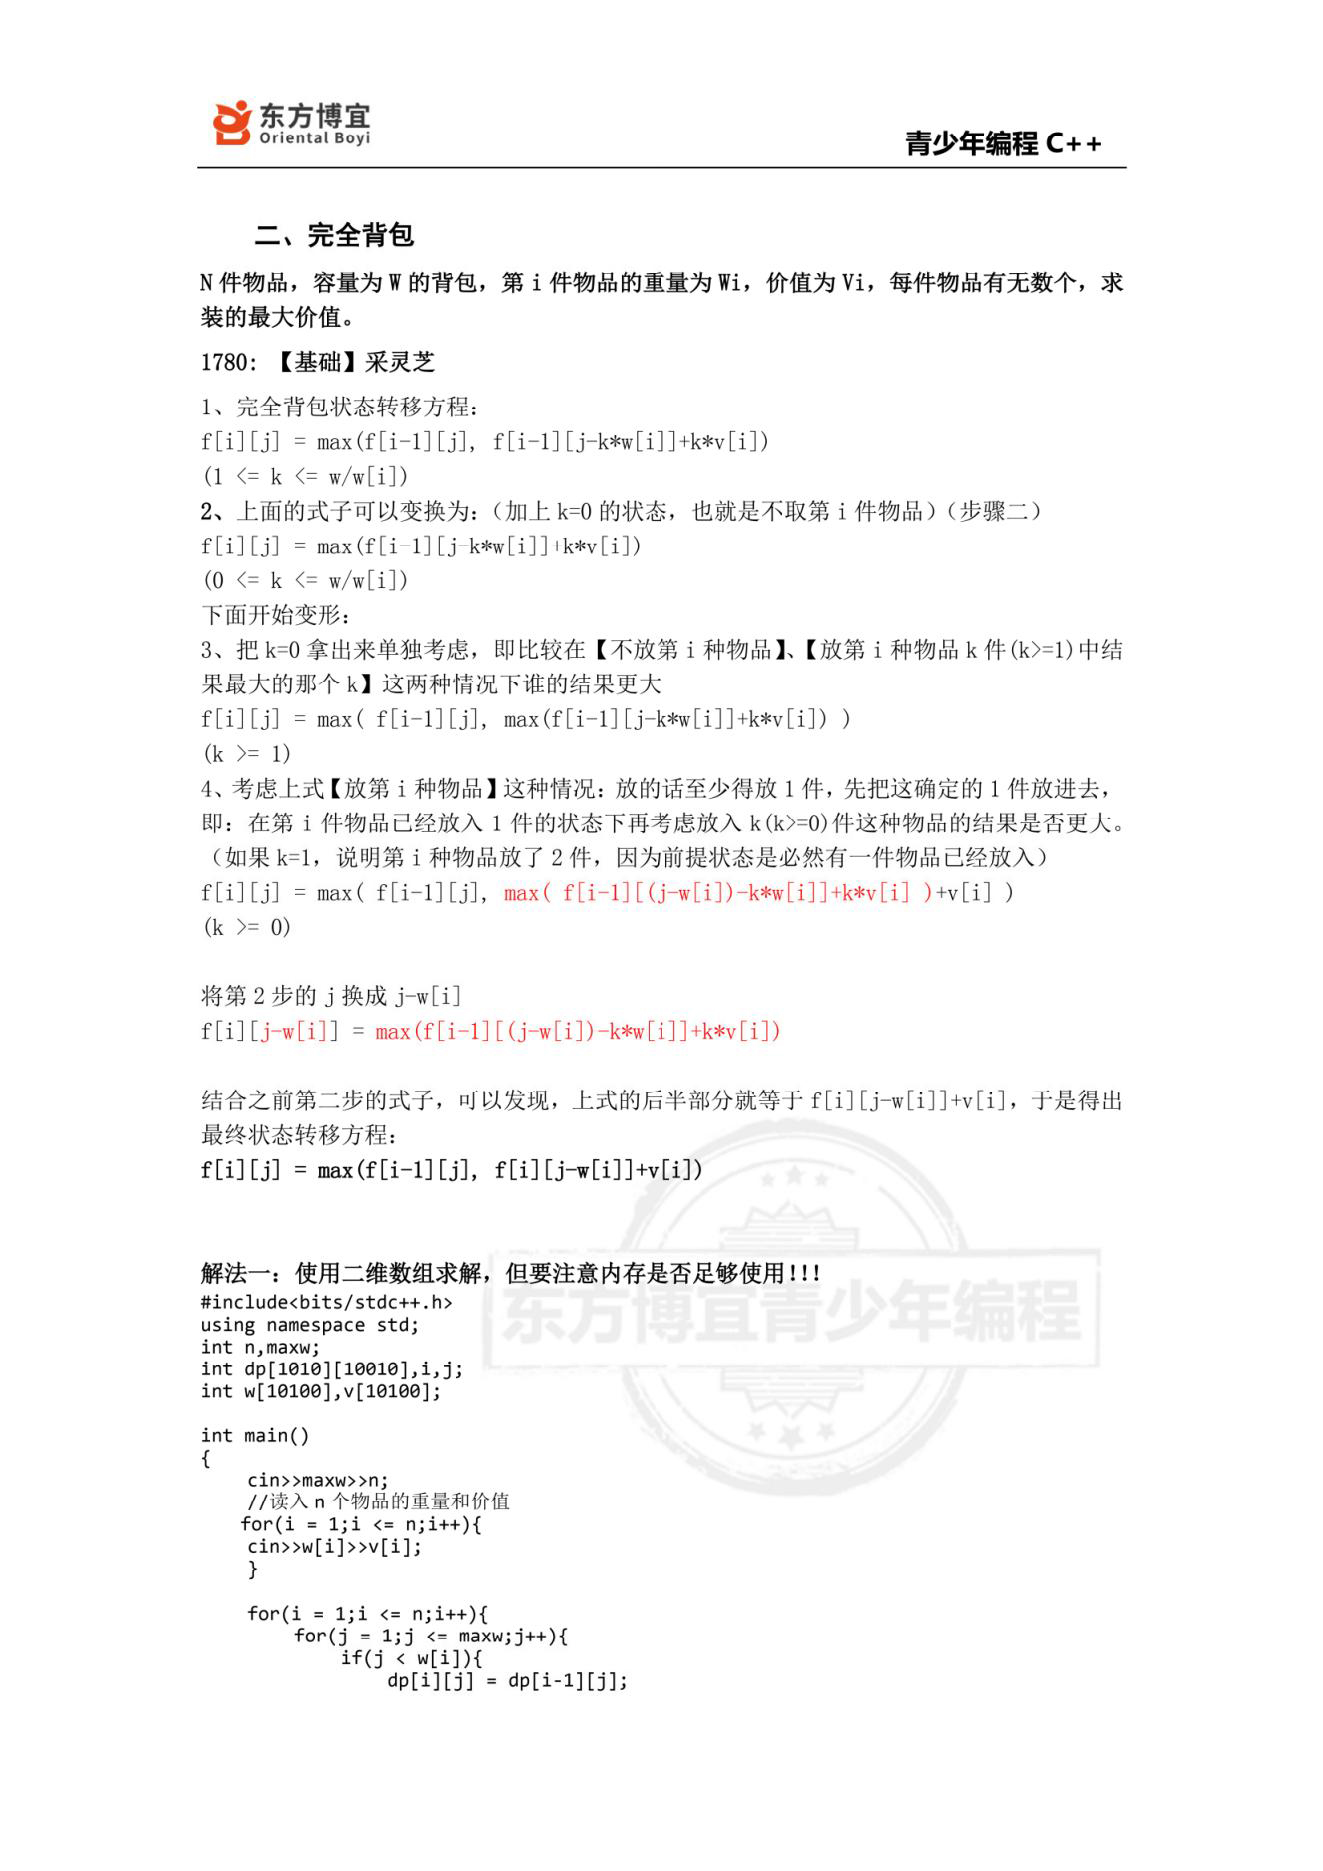 东方博宜
Oriental Boyi
青少年编程 C++
二、完全背包
N 件物品，容量为 W 的背包，第 i 件物品的重量为 Wi，价值为 Vi，每件物品有无数个，求
装的最大价值。
1780: 【基础】采灵芝
1、完全背包状态转移方程：
f[i][j] = max(f[i-1][j], f[i-1][j-k*w[i]]+k*v[i])
(1 <= k <= w/w[i])
2、上面的式子可以变换为：（加上 k=0 的状态，也就是不取第 i 件物品）（步骤二）
f[i][j] = max(f[i-1][j-k*w[i]]+k*v[i])
(0 <= k <= w/w[i])
下面开始变形：
3、把 k=0 拿出来单独考虑，即比较在【不放第 i 种物品】、【放第 i 种物品 k 件(k>=1)中结
果最大的那个 k】这两种情况下谁的结果更大
f[i][j] = max( f[i-1][j], max(f[i-1][j-k*w[i]]+k*v[i]) )
(k >= 1)
4、考虑上式【放第 i 种物品】这种情况：放的话至少得放 1 件，先把这确定的 1 件放进去，
即：在第 i 件物品已经放入 1 件的状态下再考虑放入 k(k>=0)件这种物品的结果是否更大。
（如果 k=1，说明第 i 种物品放了 2 件，因为前提状态是必然有一件物品已经放入）
f[i][j] = max( f[i-1][j], max( f[i-1][(j-w[i])-k*w[i]]+k*v[i] )+v[i] )
(k >= 0)
将第 2 步的 j 换成 j-w[i]
f[i][j-w[i]] = max(f[i-1][(j-w[i])-k*w[i]]+k*v[i])
结合之前第二步的式子，可以发现，上式的后半部分就等于 f[i][j-w[i]]+v[i]，于是得出
最终状态转移方程：
f[i][j] = max(f[i-1][j], f[i][j-w[i]]+v[i])
解法一：使用二维数组求解，但要注意内存是否足够使用!!!
#include<bits/stdc++.h>
using namespace std;
int n,maxw;
int dp[1010][10010],i,j;
int w[10100],v[10100];
int main()
{
cin>>maxw>>n;
//读入 n 个物品的重量和价值
for(i = 1;i <= n;i++){
cin>>w[i]>>v[i];
}
for(i = 1;i <= n;i++){
for(j = 1;j <= maxw;j++){
if(j < w[i]){
dp[i][j] = dp[i-1][j];
东方博宜青少年编程